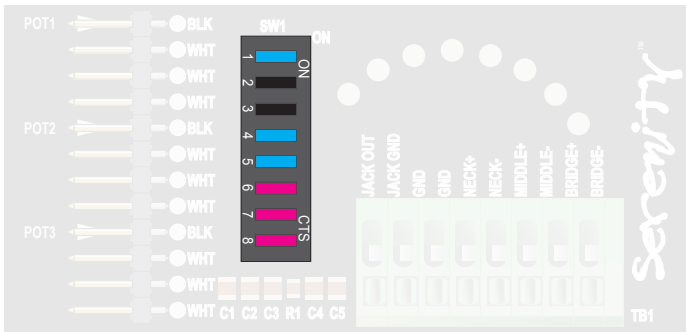 POT1
BLK
WHT
WHT
WHT
POT2
BLK
WHT
WHT
WHT
POT3
BLK
WHT
WHT
WHT
SW1
ON
1
2
3
4
5
6
7
8
ON
CTS
C1 C2 C3 R1 C4 C5
JACK OUT
JACK GND
GND
GND
NECK+
NECK-
MIDDLE+
MIDDLE-
BRIDGE+
BRIDGE-
TB1
TM